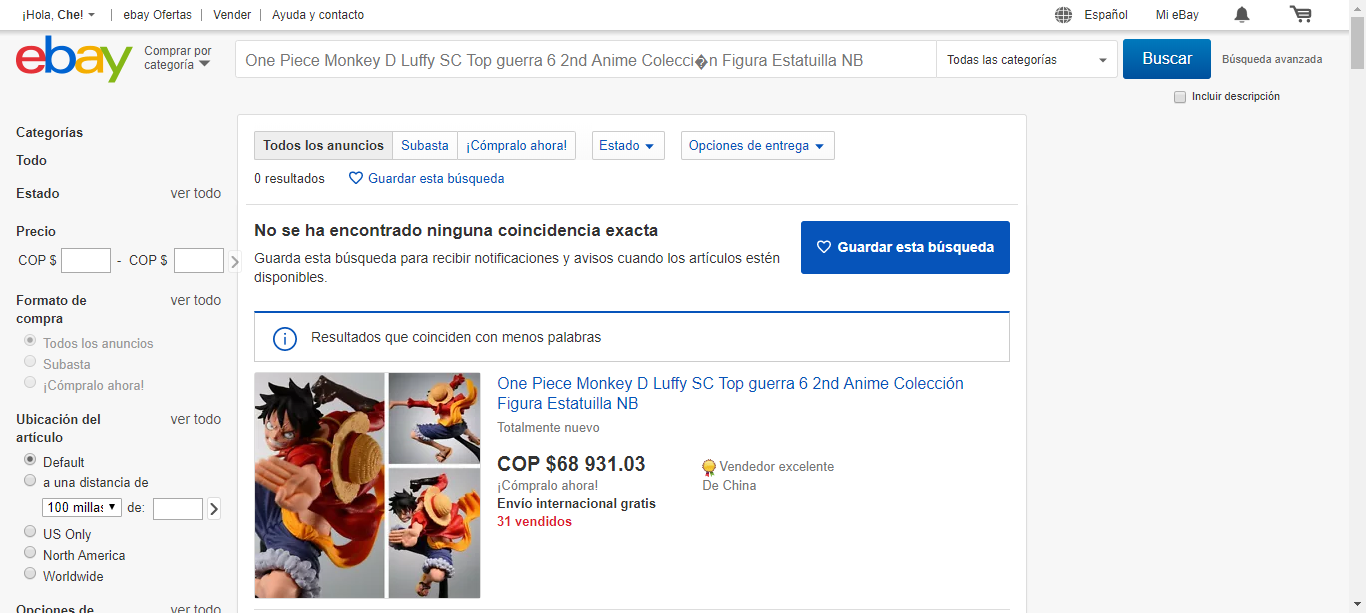 ¡Hola, Che!
ebay Ofertas
Vender
Ayuda y contacto
Español
Mi eBay
ebay
Comprar por
categoría
One Piece Monkey D Luffy SC Top guerra 6 2nd Anime Colecci�n Figura Estatuilla NB
Todas las categorías
Buscar
Búsqueda avanzada
Incluir descripción
Categorías
Todo
Estado ver todo
Precio
COP $ - COP $
Formato de ver todo
compra
Todos los anuncios
Subasta
¡Cómpralo ahora!
Ubicación del ver todo
artículo
Default
a una distancia de
100 millas de:
US Only
North America
Worldwide
Opciones de ver todo
Todos los anuncios
Subasta
¡Cómpralo ahora!
Estado
Opciones de entrega
0 resultados
Guardar esta búsqueda
No se ha encontrado ninguna coincidencia exacta
Guarda esta búsqueda para recibir notificaciones y avisos cuando los artículos estén
disponibles.
Guardar esta búsqueda
Resultados que coinciden con menos palabras
One Piece Monkey D Luffy SC Top guerra 6 2nd Anime Colección
Figura Estatuilla NB
Totalmente nuevo
COP $68 931.03
¡Cómpralo ahora!
Envío internacional gratis
31 vendidos
Vendedor excelente
De China